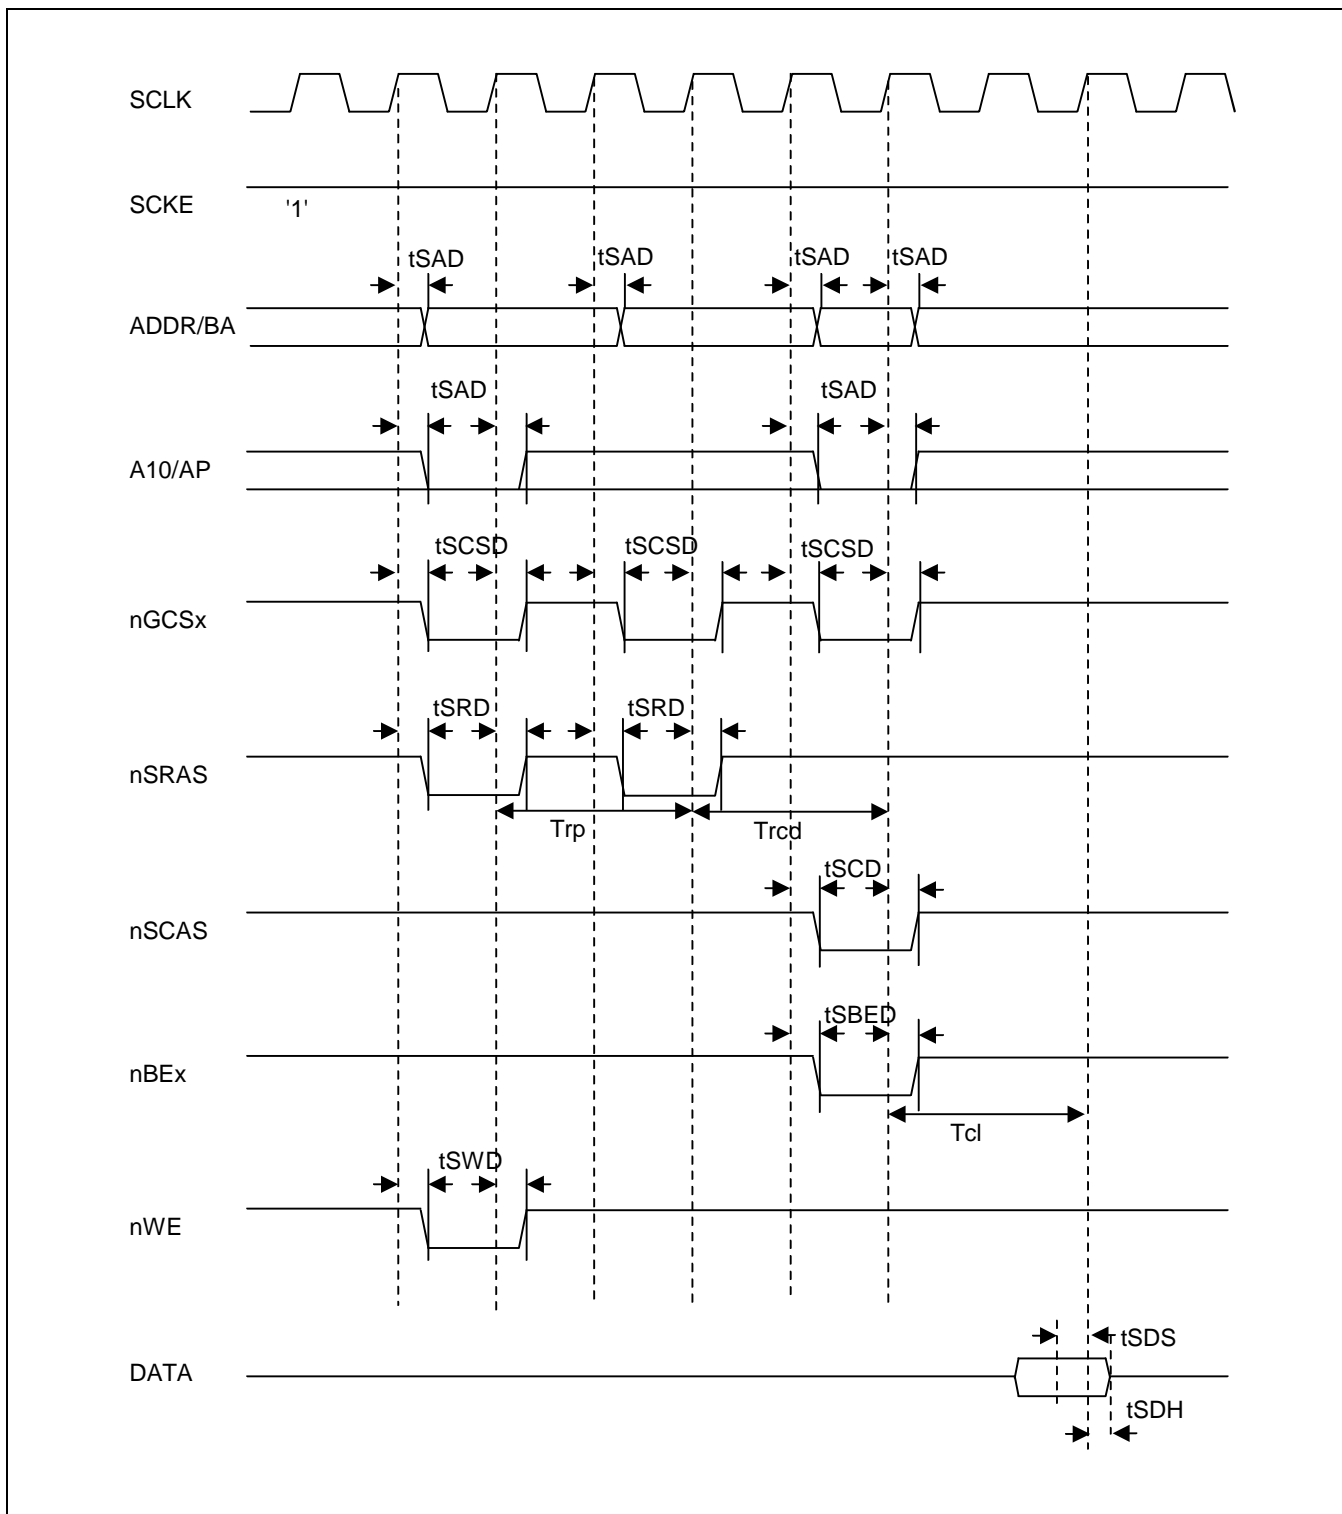 SCLK
SCKE '1'
tSAD tSAD tSAD tSAD
ADDR/BA
tSAD tSAD
A10/AP
tSCSD tSCSD tSCSD
nGCSx
tSRD tSRD
nSRAS
Trp Trcd
tSCD
nSCAS
tSBED
nBEx
Tcl
tSWD
nWE
tSDS
DATA
tSDH